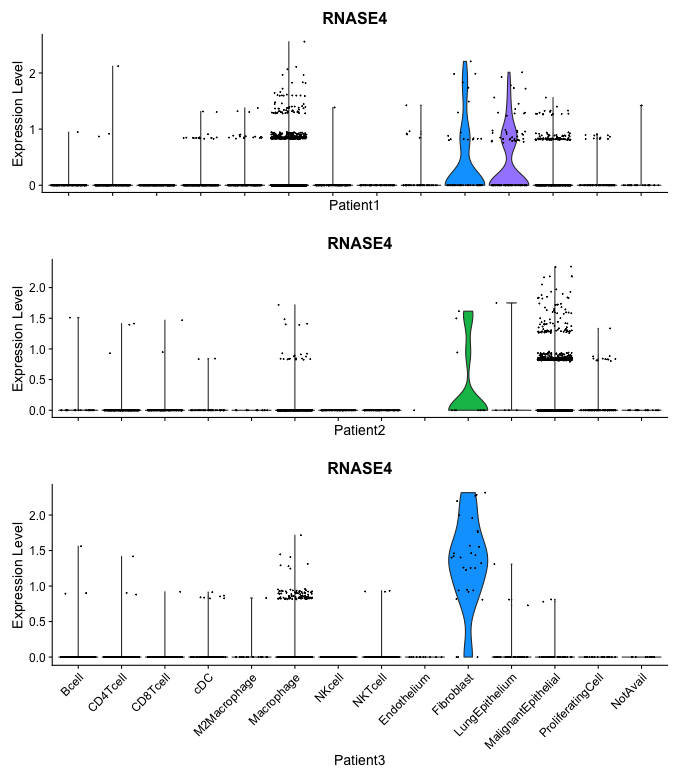 RNASE4
Expression Level
2
1
0
Patient1
RNASE4
Expression Level
2.0
1.5
1.0
0.5
0.0
Patient2
RNASE4
Expression Level
2.0
1.5
1.0
0.5
0.0
Bcell
CD4Tcell
CD8Tcell
cDC
M2Macrophage
Macrophage
NKcell
NKTcell
Endothelium
Fibroblast
LungEpithelium
MalignantEpithelial
ProliferatingCell
NotAvail
Patient3